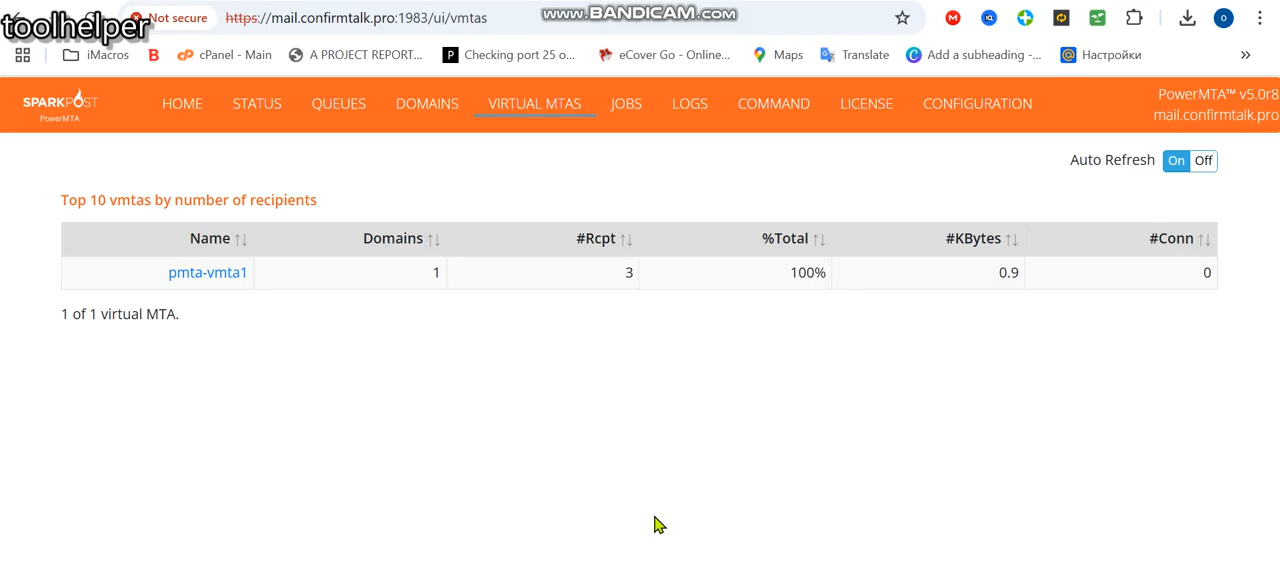 Not secure https://mail.confirmtalk.pro:1983/ui/vmtas www.BANDICAM.com
toolhelper
iMacros B cPanel - Main A PROJECT REPORT... Checking port 25 o... eCover Go - Online... Maps Translate Add a subheading -... Настройки »
SPARKPOST
PowerMTA
HOME STATUS QUEUES DOMAINS VIRTUAL MTAS JOBS LOGS COMMAND LICENSE CONFIGURATION
PowerMTA™ v5.0r8
mail.confirmtalk.pro
Auto Refresh On Off
Top 10 vmtas by number of recipients
Name Domains #Rcpt %Total #KBytes #Conn
pmta-vmta1 1 3 100% 0.9 0
1 of 1 virtual MTA.